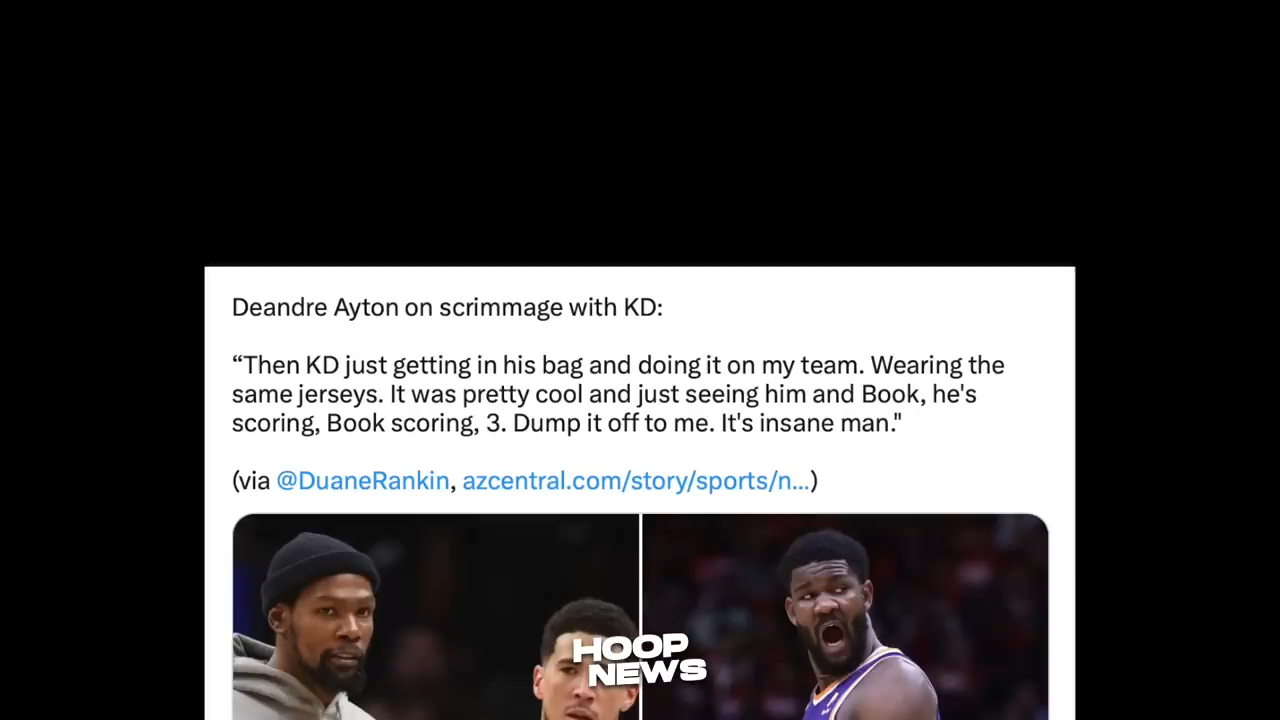 Deandre Ayton on scrimmage with KD:
“Then KD just getting in his bag and doing it on my team. Wearing the
same jerseys. It was pretty cool and just seeing him and Book, he's
scoring, Book scoring, 3. Dump it off to me. It's insane man."
(via @DuaneRankin, azcentral.com/story/sports/n...)
HOOP
NEWS